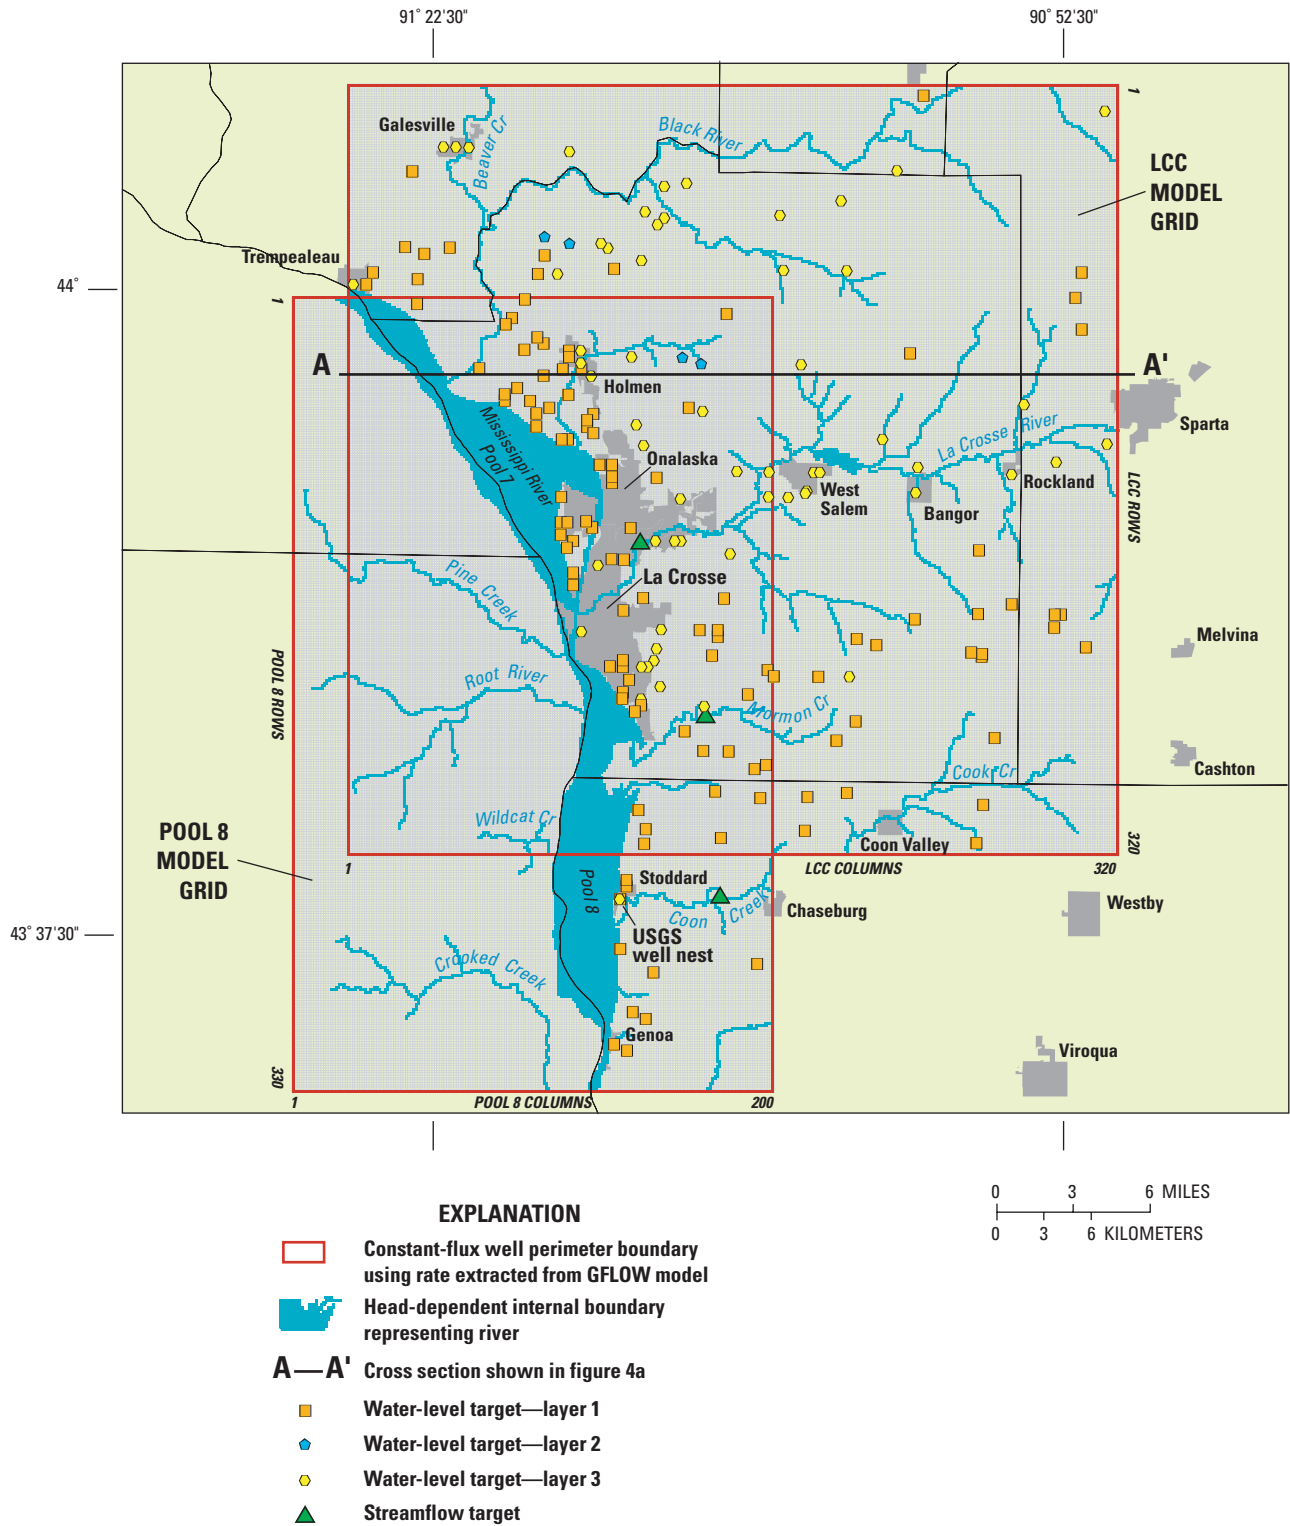 91° 22'30"
90° 52'30"
1
Galesville
Beaver Cr
Black River
LCC
MODEL
GRID
Trempealeau
44°
1
A
A'
Holmen
Sparta
Mississippi River
Pool 7
La Crosse River
Onalaska
West
Salem
Rockland
Bangor
LCC ROWS
Pine Creek
La Crosse
Melvina
POOL 8 ROWS
Root River
Mormon Cr
Cook Cr
Cashton
Wildcat Cr
POOL 8
MODEL
GRID
Coon Valley
320
1
LCC COLUMNS
320
Pool 8
Stoddard
Coon Creek
Chaseburg
Westby
43° 37'30"
USGS
well nest
Crooked Creek
Genoa
Viroqua
330
1
POOL 8 COLUMNS
200
0 3 6 MILES
0 3 6 KILOMETERS
EXPLANATION
Constant-flux well perimeter boundary
using rate extracted from GFLOW model
Head-dependent internal boundary
representing river
A—A' Cross section shown in figure 4a
Water-level target—layer 1
Water-level target—layer 2
Water-level target—layer 3
Streamflow target